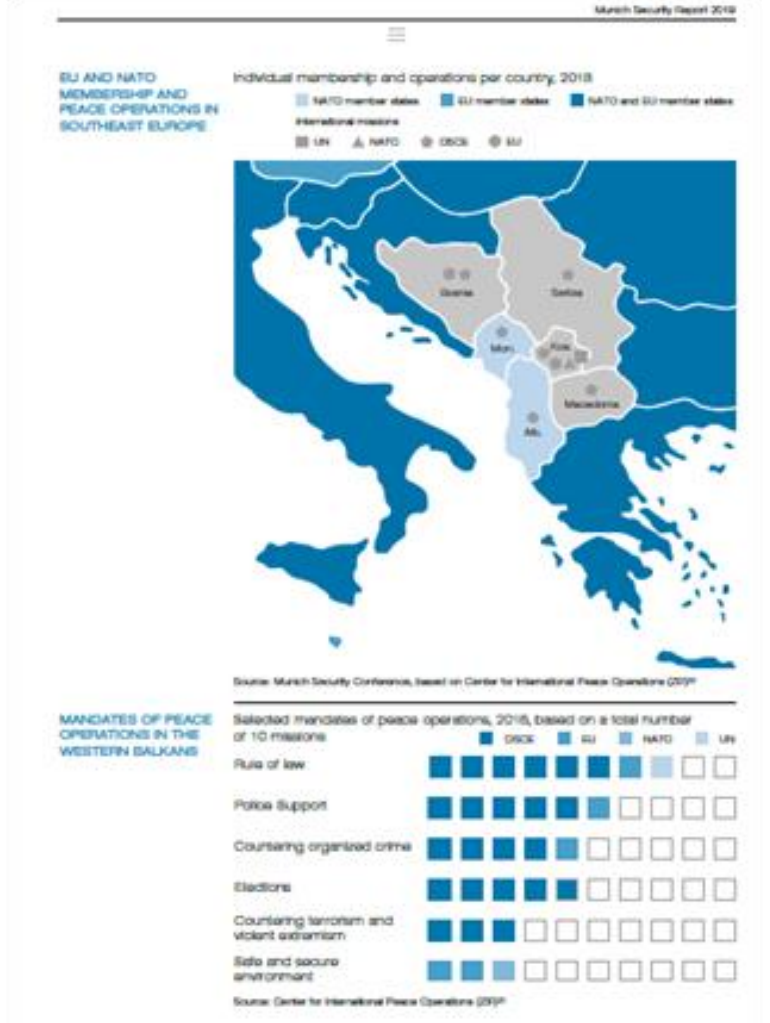 Munich Security Report 2019
EU AND NATO
MEMBERSHIP AND
PEACE OPERATIONS IN
SOUTHEAST EUROPE
Individual membership and operations per country, 2018
NATO member states EU member states NATO and EU member states
International missions
UN NATO OSCE EU
Bosnia
Serbia
Mon.
Kos.
Macedonia
Alb.
Source: Munich Security Conference, based on Center for International Peace Operations (ZIF)
MANDATES OF PEACE
OPERATIONS IN THE
WESTERN BALKANS
Selected mandates of peace operations, 2018, based on a total number
of 10 missions
OSCE EU NATO UN
Rule of law
Police Support
Countering organized crime
Elections
Countering terrorism and
violent extremism
Safe and secure
environment
Source: Center for International Peace Operations (ZIF)